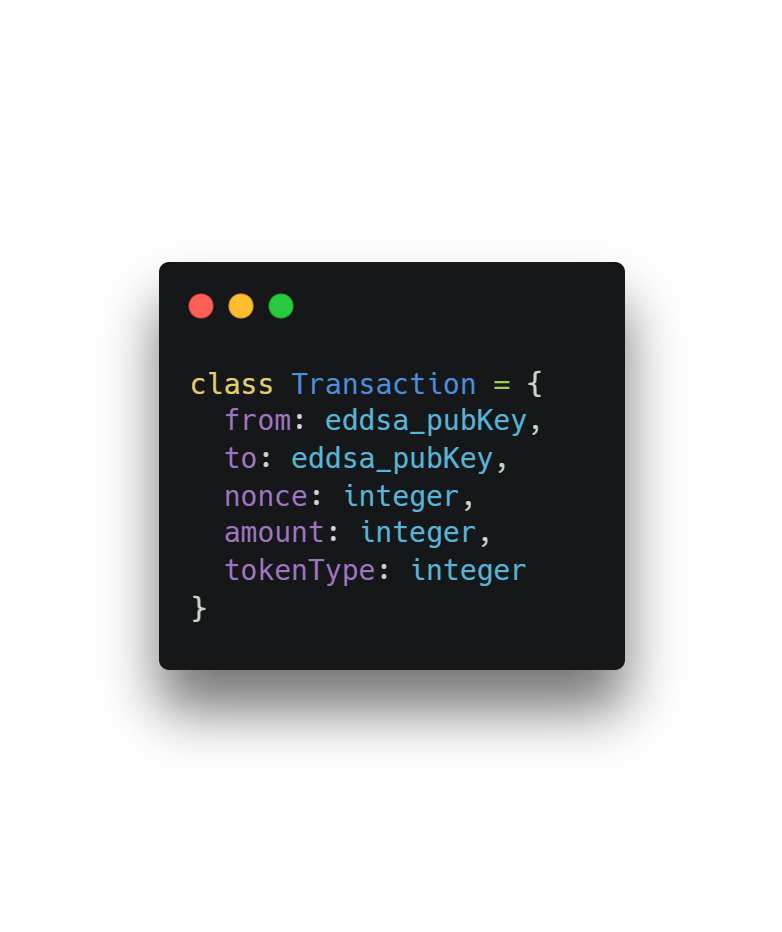 class Transaction = {
  from: eddsa_pubKey,
  to: eddsa_pubKey,
  nonce: integer,
  amount: integer,
  tokenType: integer
}